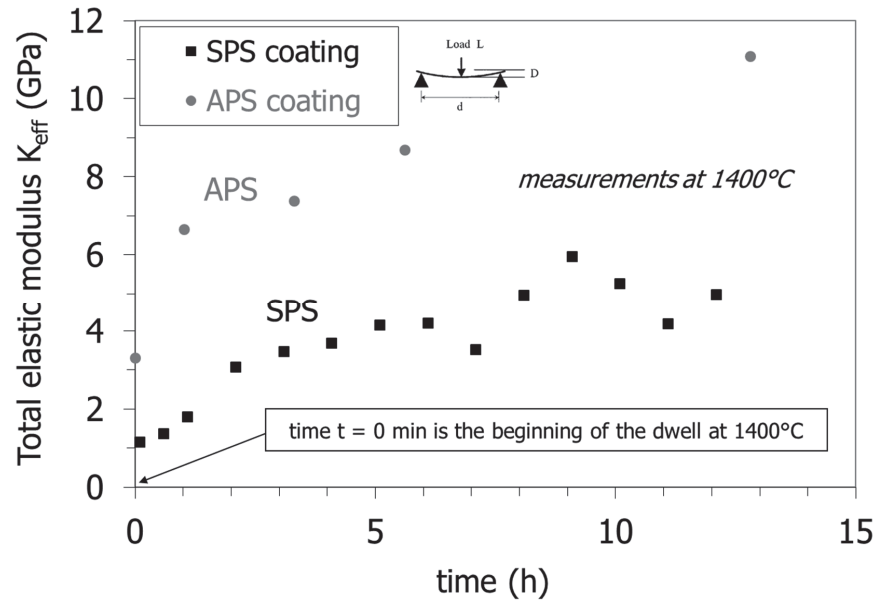 Total elastic modulus Keff (GPa)
12
10
8
6
4
2
0
SPS coating
APS coating
Load L
D
d
measurements at 1400°C
APS
SPS
time t = 0 min is the beginning of the dwell at 1400°C
0
5
10
15
time (h)